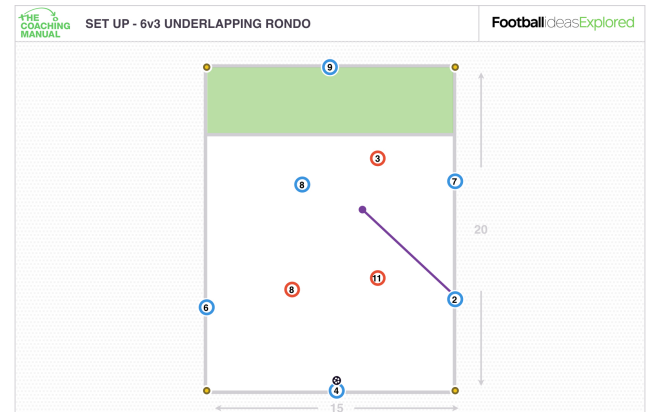 THE
COACHING
MANUAL
SET UP - 6v3 UNDERLAPPING RONDO
FootballideasExplored
9
3
8
7
20
11
8
2
6
4
15